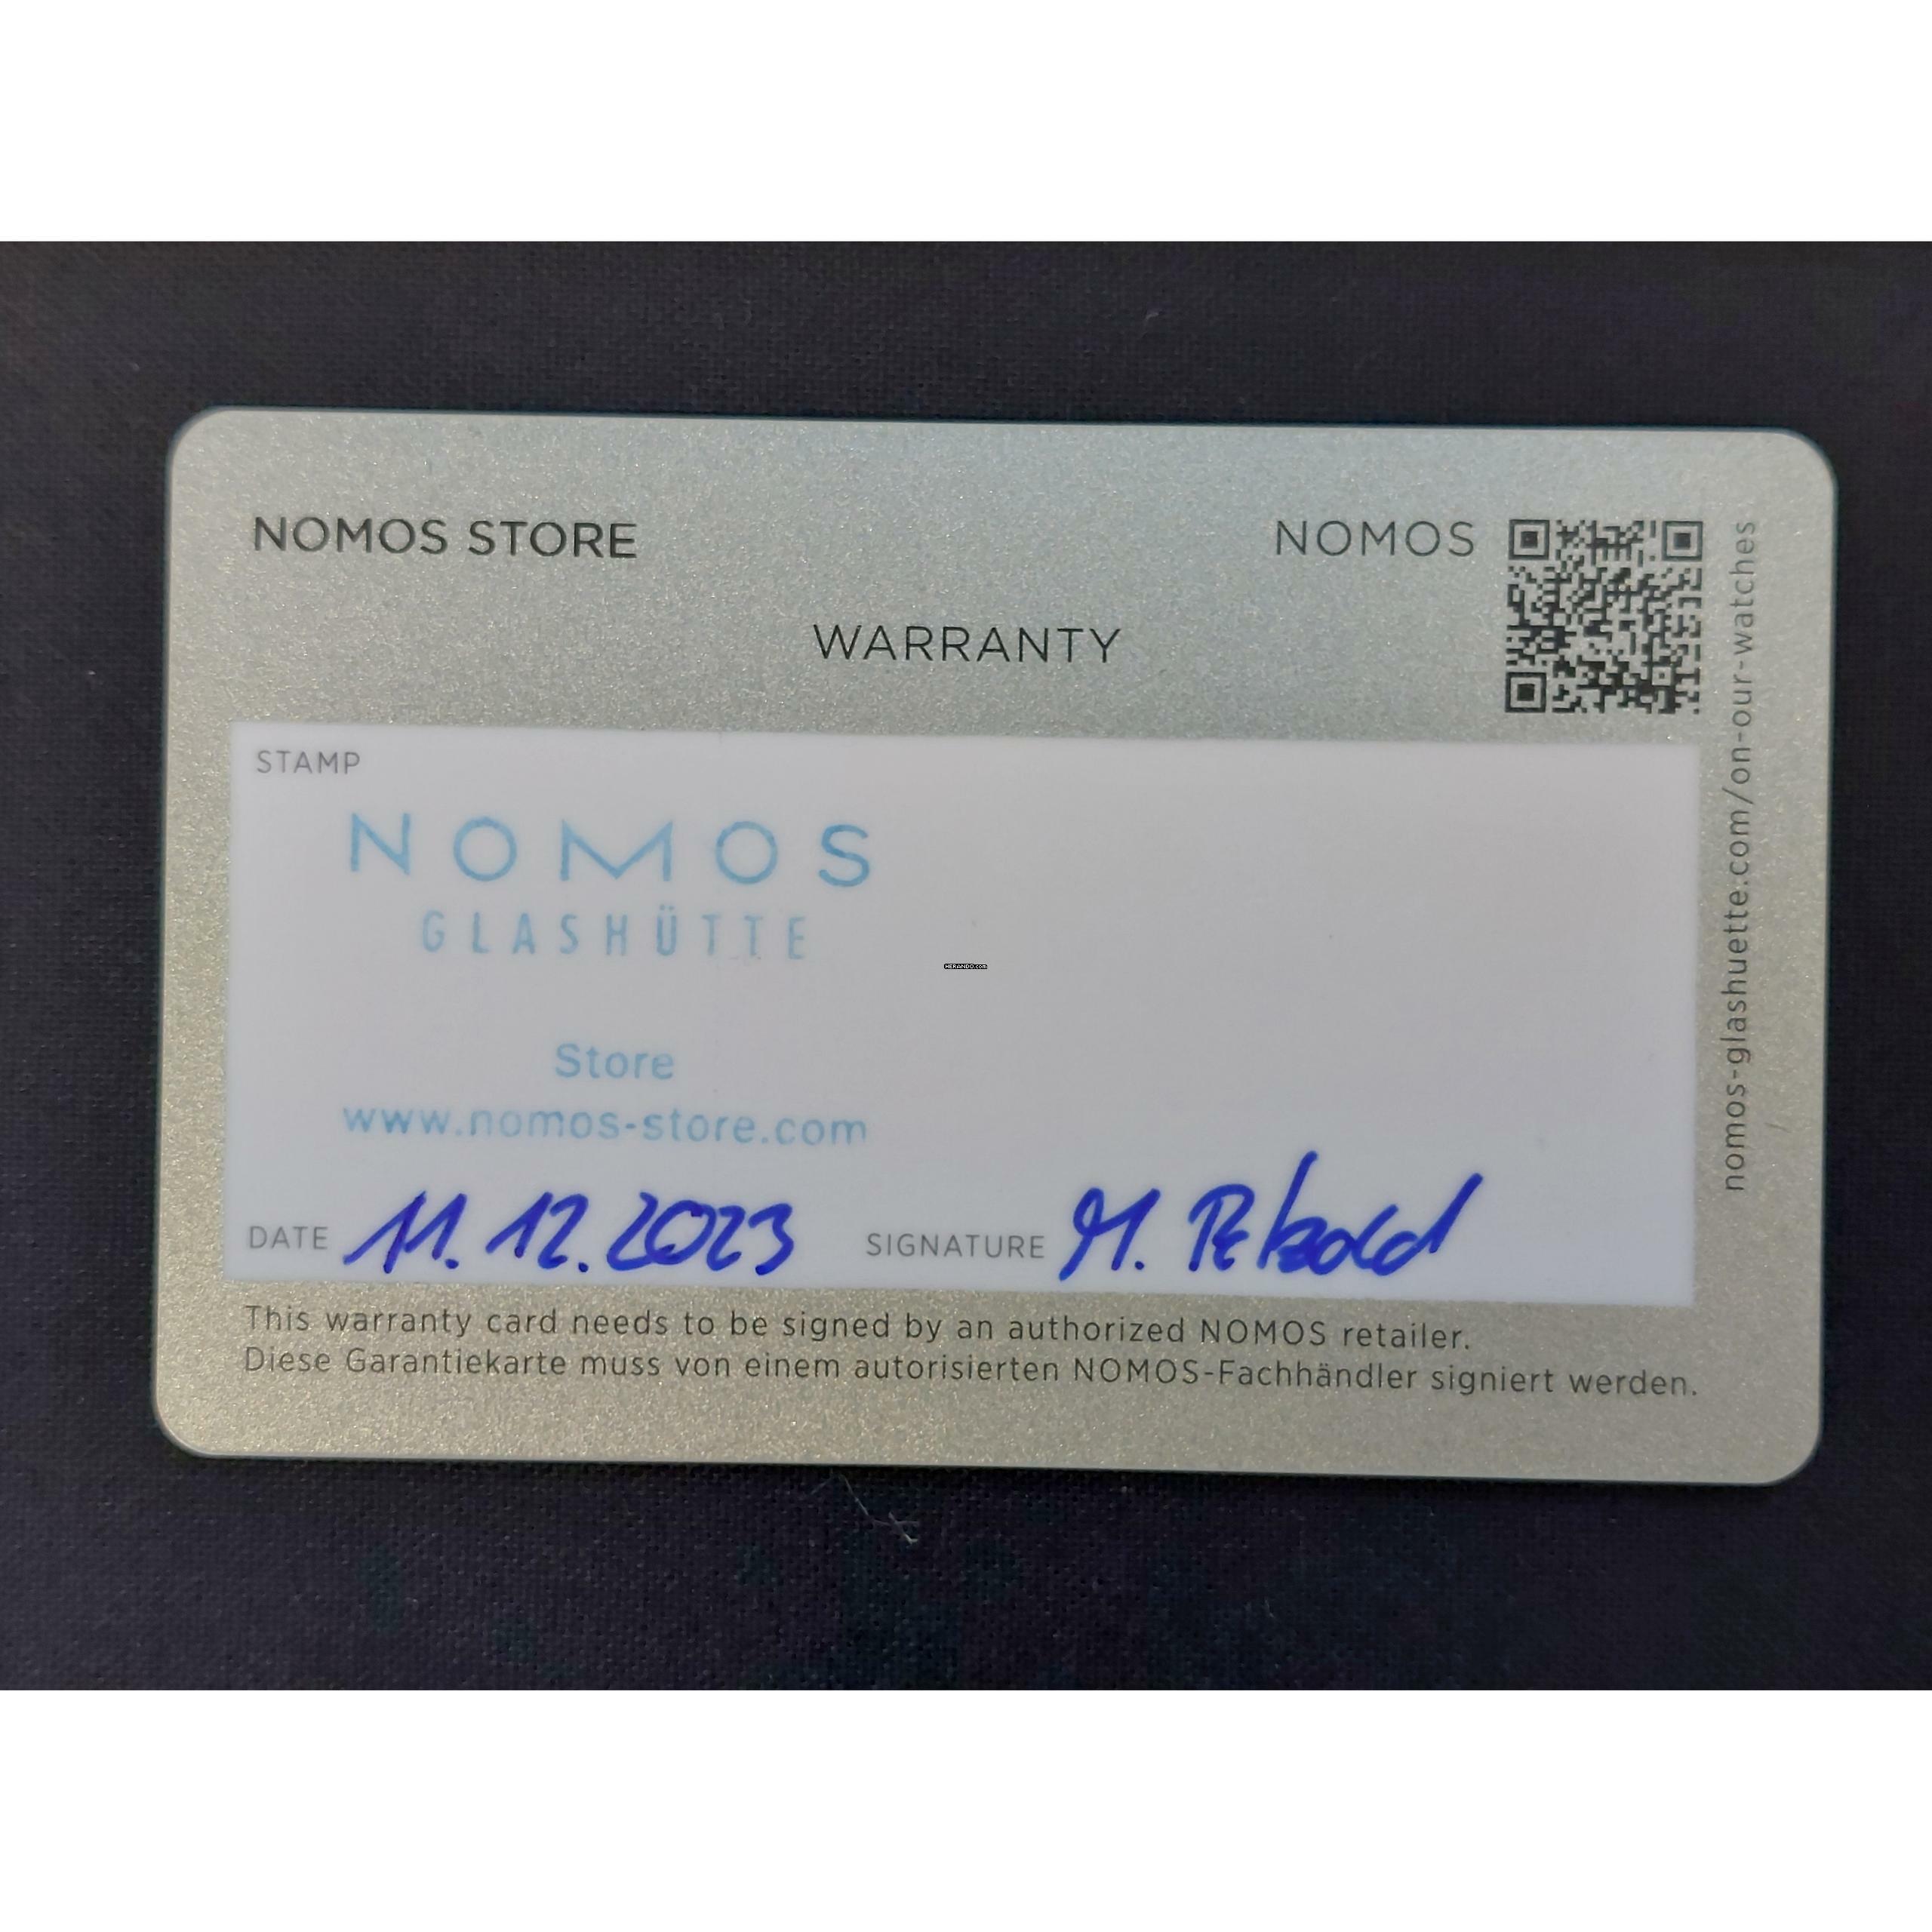 NOMOS STORE
NOMOS
WARRANTY
nomos-glashuette.com/on-our-watches
STAMP
NOMOS
GLASHÜTTE
Store
www.nomos-store.com
DATE 11.12.2023 SIGNATURE M.
This warranty card needs to be signed by an authorized NOMOS retailer.
Diese Garantiekarte muss von einem autorisierten NOMOS-Fachhändler signiert werden.